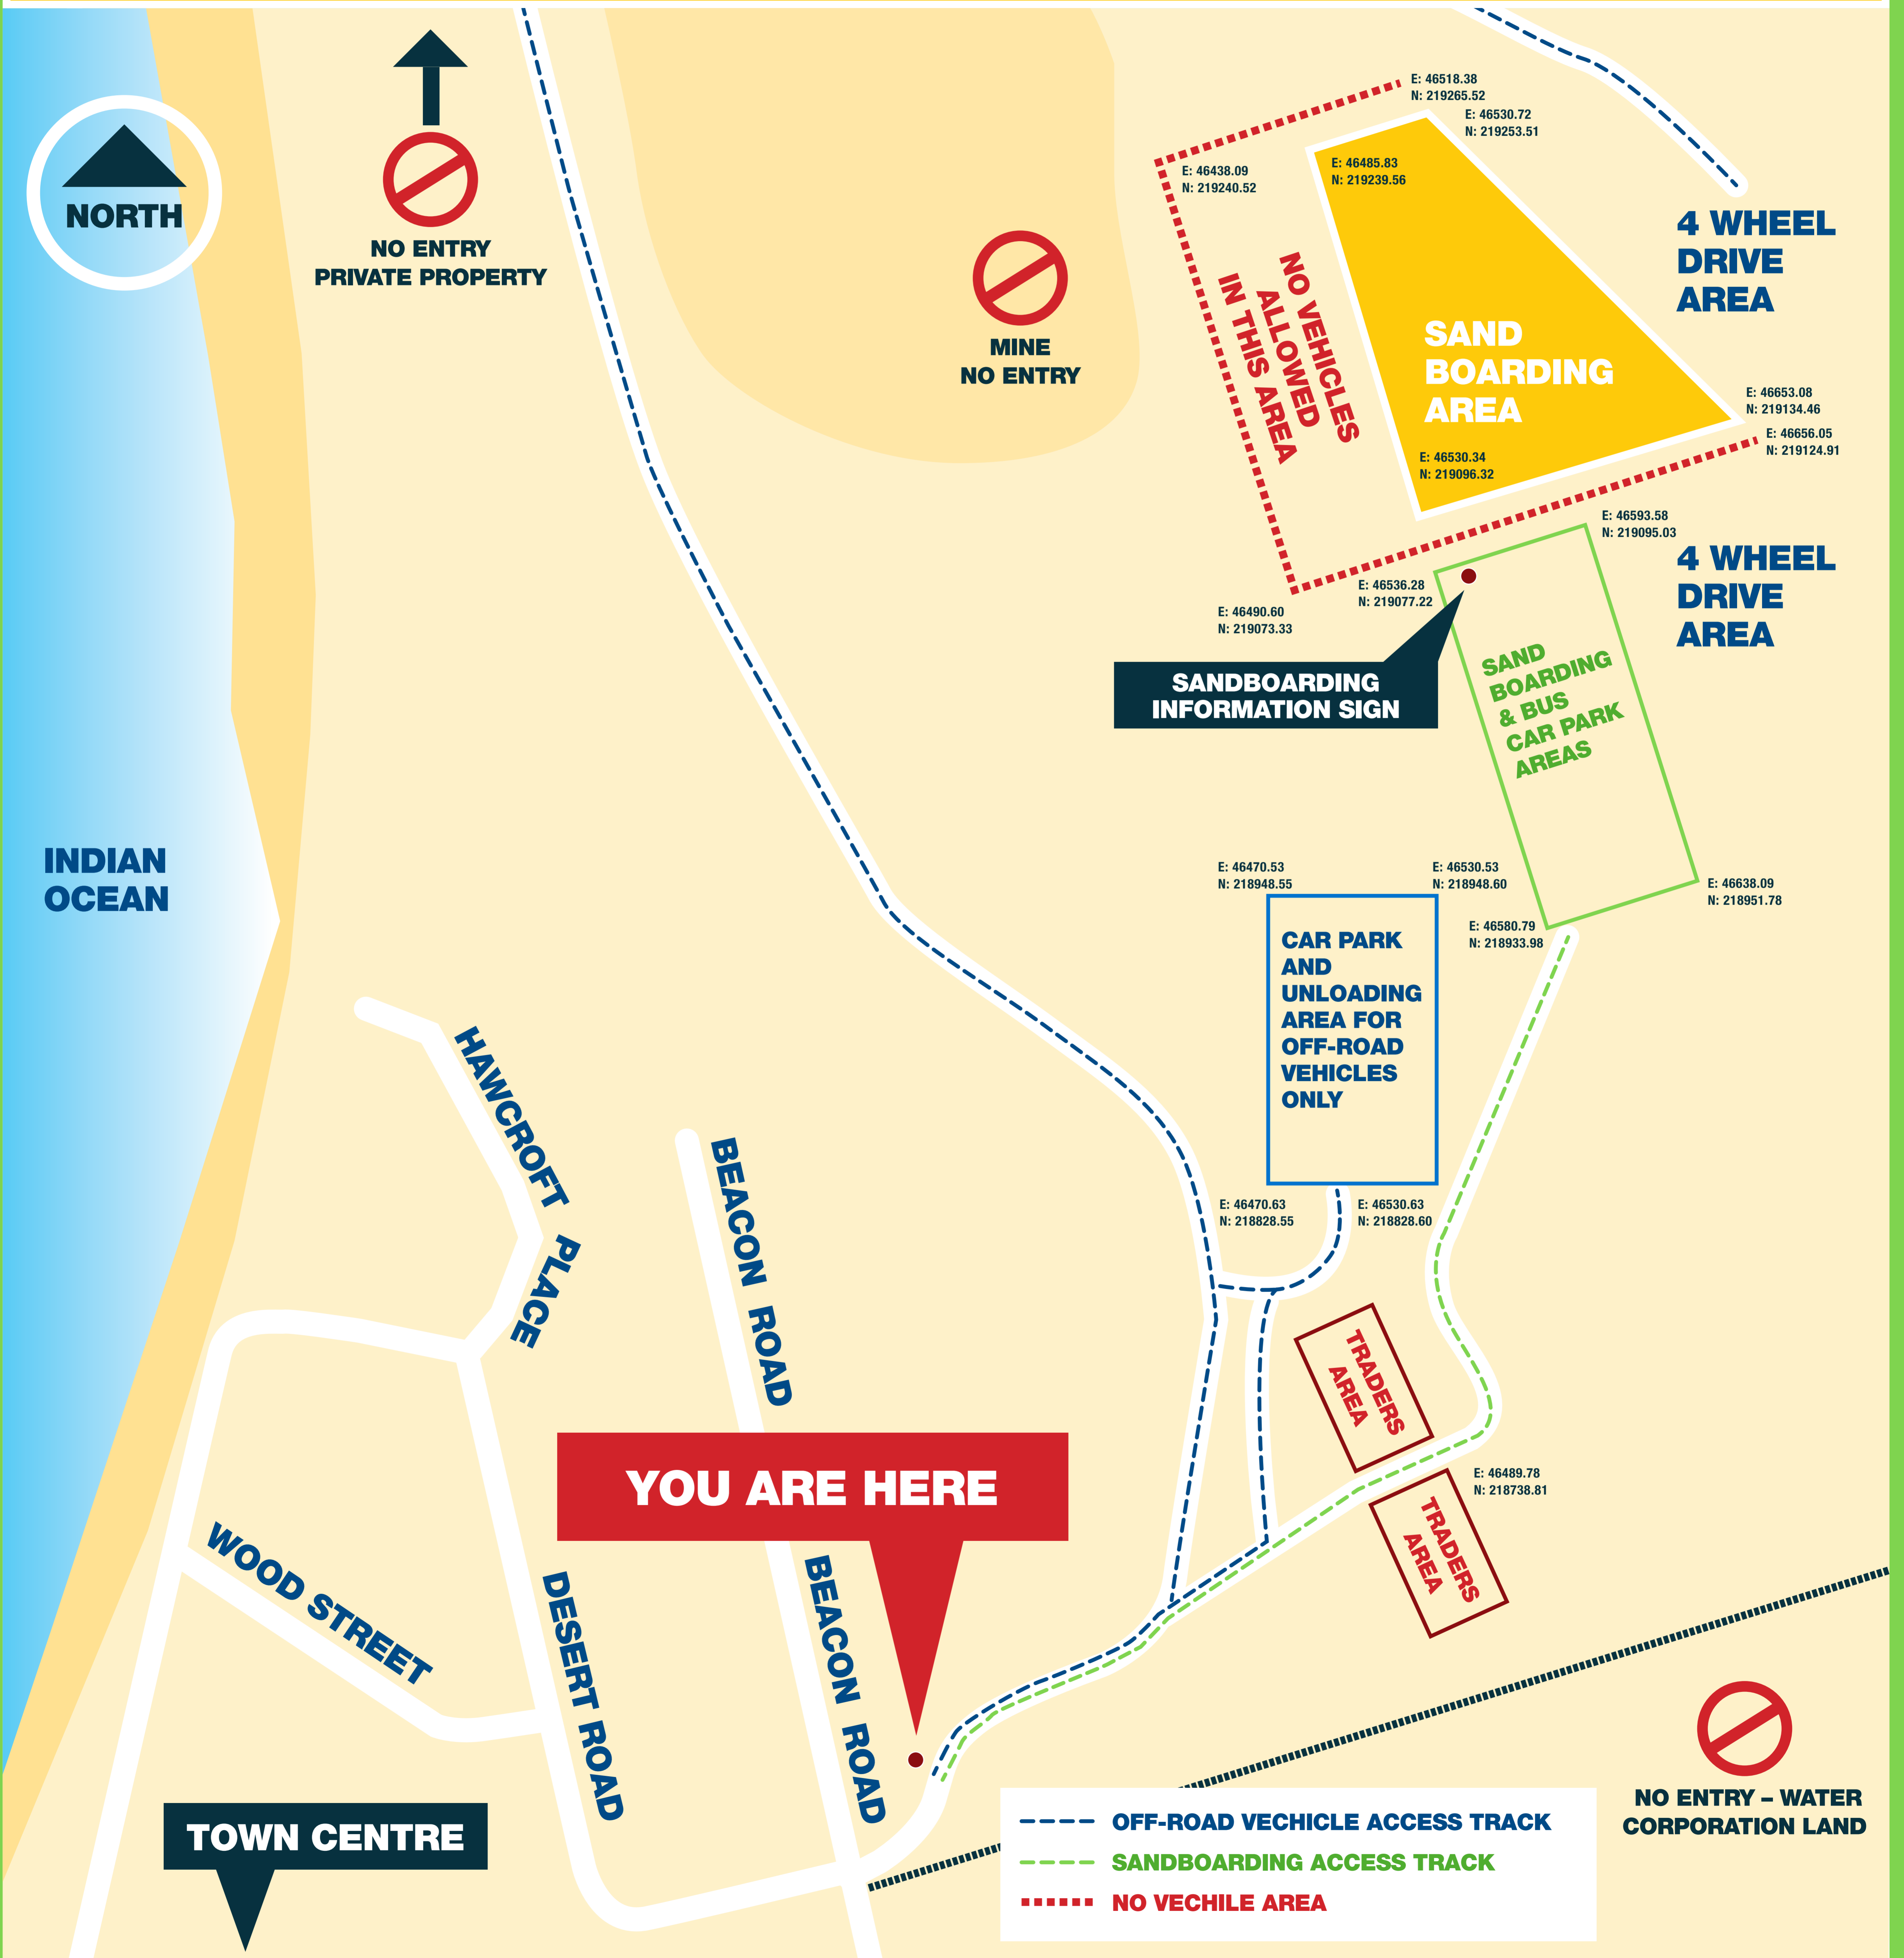 NORTH
NO ENTRY
PRIVATE PROPERTY
MINE
NO ENTRY
E: 46518.38
N: 219265.52
E: 46530.72
N: 219253.51
E: 46438.09
N: 219240.52
E: 46485.83
N: 219239.56
NO VEHICLES
ALLOWED
IN THIS AREA
SAND
BOARDING
AREA
4 WHEEL
DRIVE
AREA
E: 46653.08
N: 219134.46
E: 46656.05
N: 219124.91
E: 46530.34
N: 219096.32
E: 46593.58
N: 219095.03
4 WHEEL
DRIVE
AREA
E: 46536.28
N: 219077.22
E: 46490.60
N: 219073.33
SANDBOARDING
INFORMATION SIGN
SAND
BOARDING
& BUS
CAR PARK
AREAS
INDIAN
OCEAN
E: 46470.53
N: 218948.55
E: 46530.53
N: 218948.60
E: 46638.09
N: 218951.78
E: 46580.79
N: 218933.98
CAR PARK
AND
UNLOADING
AREA FOR
OFF-ROAD
VEHICLES
ONLY
E: 46470.63
N: 218828.55
E: 46530.63
N: 218828.60
HAWCROFT PLACE
BEACON ROAD
TRADERS
AREA
YOU ARE HERE
E: 46489.78
N: 218738.81
TRADERS
AREA
WOOD STREET
DESERT ROAD
BEACON ROAD
TOWN CENTRE
NO ENTRY – WATER
CORPORATION LAND
OFF-ROAD VECHICLE ACCESS TRACK
SANDBOARDING ACCESS TRACK
NO VECHILE AREA